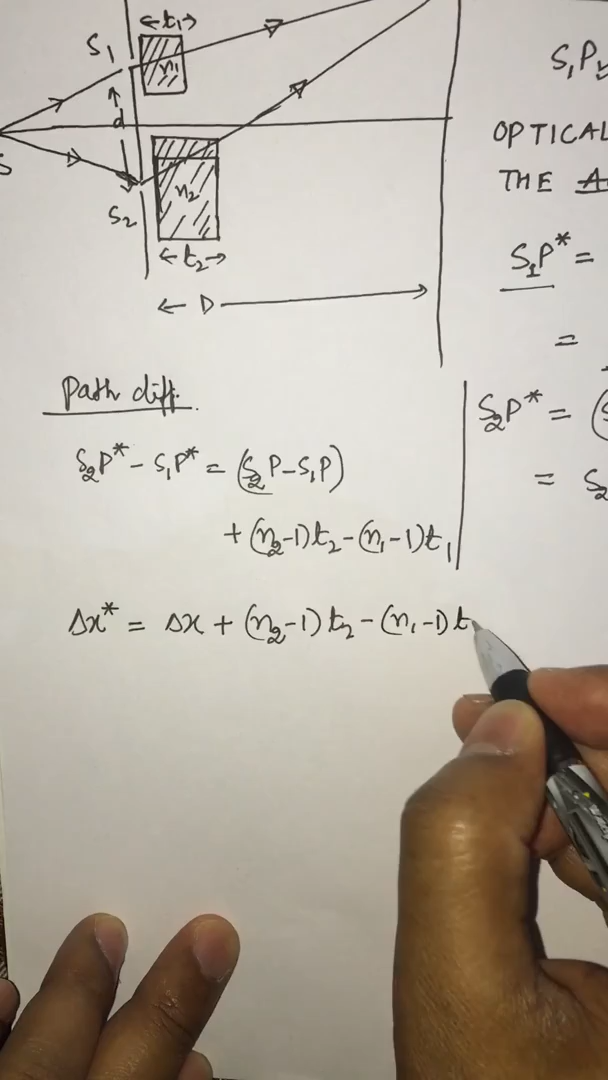 ←t₁→
S₁
n₁
d
S
S₂
n₂
←t₂→
← D →
S₁P
OPTICAL
THE
S₁P* =
=
Path diff.
S₂P* - S₁P* = (S₂P - S₁P)
+ (n₂-1)t₂ - (n₁-1)t₁
S₂P* = (S
= S₂
Δx* = Δx + (n₂-1)t₂ - (n₁-1)t